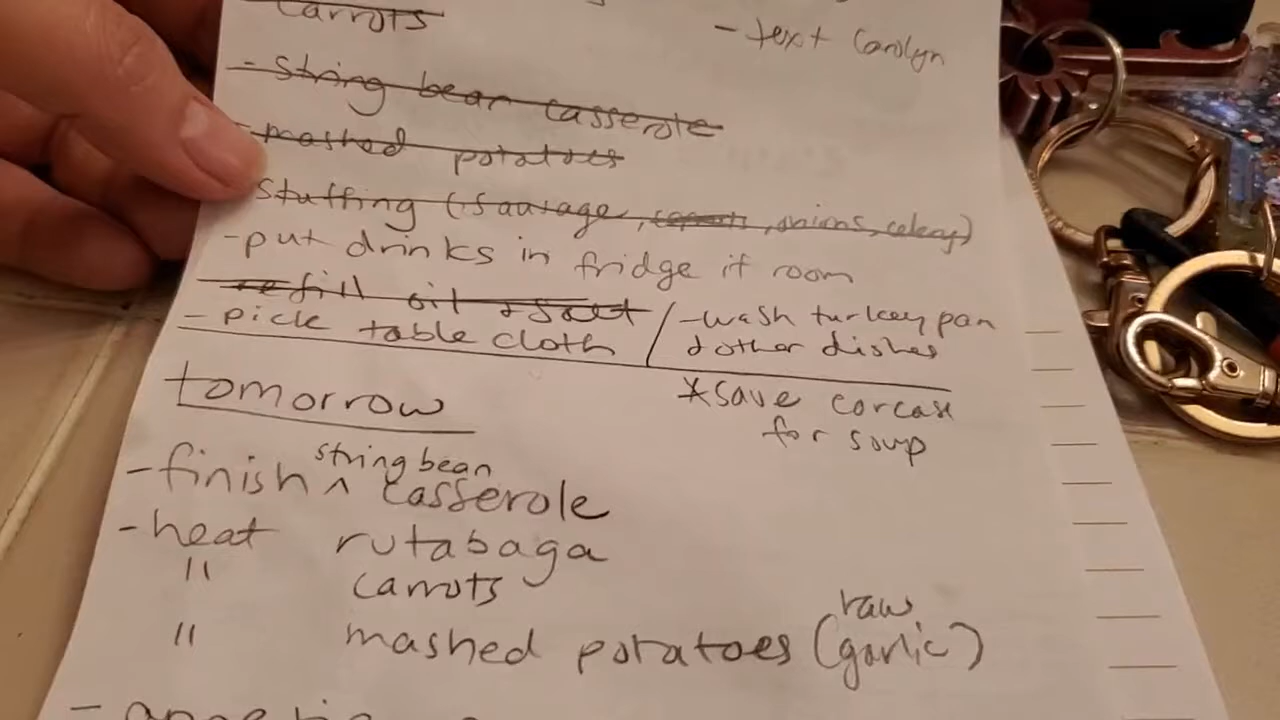 carrots
- text Carolyn
- string bean casserole
- mashed potatoes
stuffing (sausage, , onions, celery)
- put drinks in fridge if room
refill oil + salt
- pick table cloth / - wash turkey pan
+ other dishes
tomorrow
* save carcass
for soup
- finish ^ string bean casserole
- heat rutabaga
" carrots
" mashed potatoes (raw garlic)